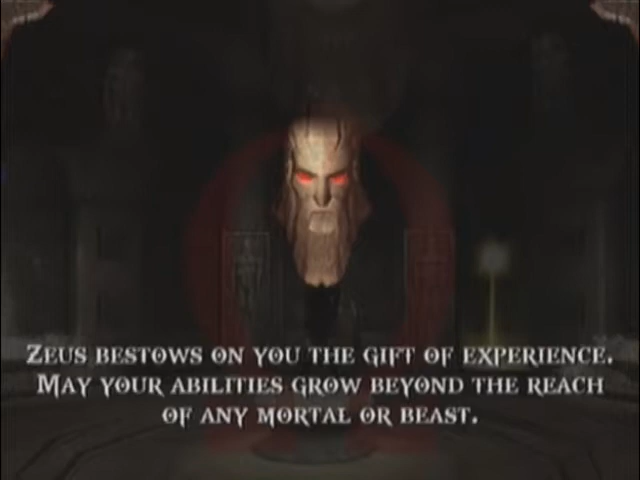 Zeus bestows on you the gift of experience.
May your abilities grow beyond the reach
of any mortal or beast.